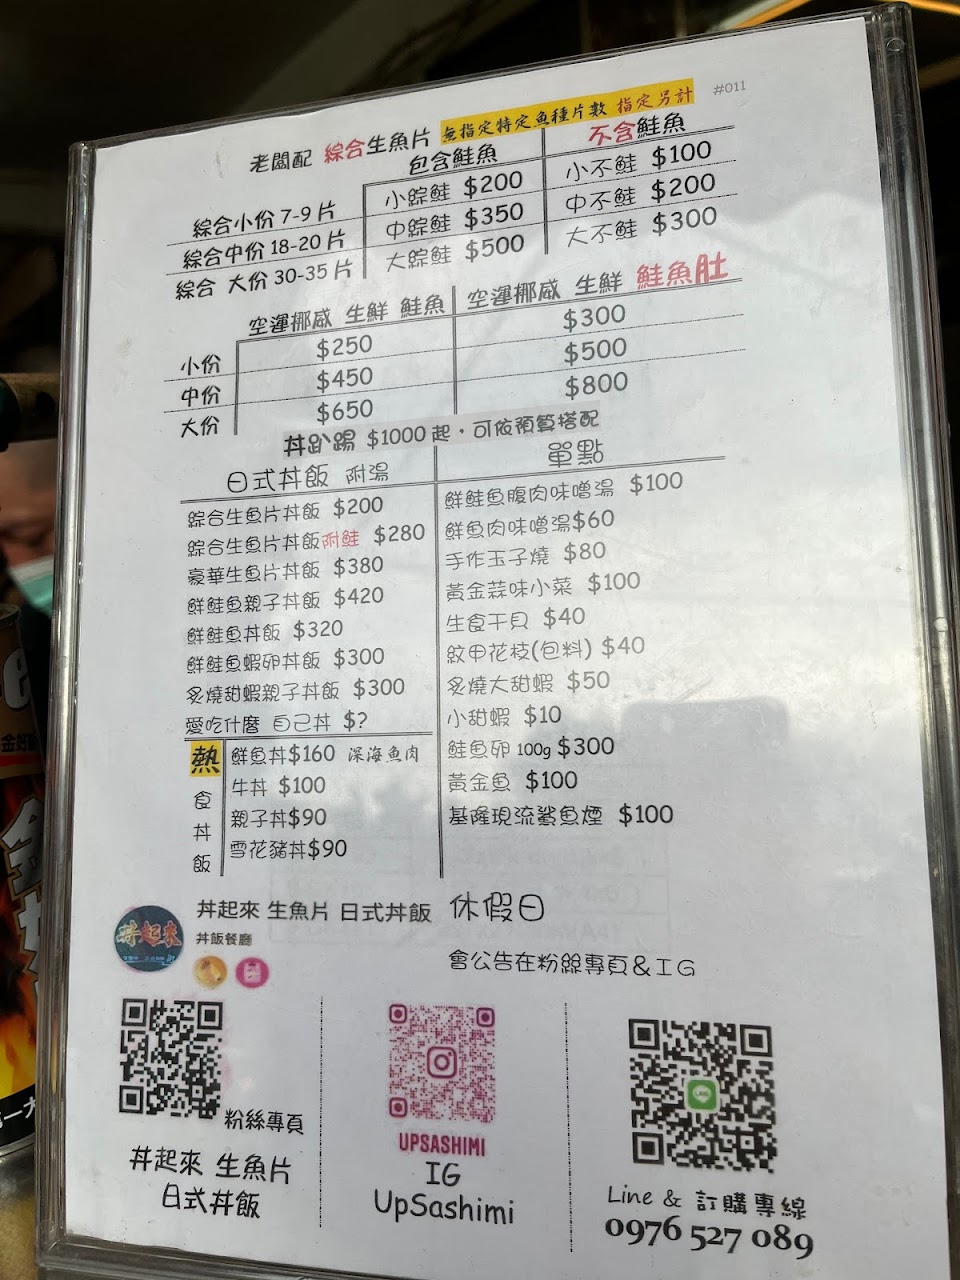 #011
老闆配 綜合生魚片 無指定特定魚種片數 指定另計
包含鮭魚 不含鮭魚
綜合小份 7-9 片 小綜鮭 $200 小不鮭 $100
綜合中份 18-20 片 中綜鮭 $350 中不鮭 $200
綜合 大份 30-35 片 大綜鮭 $500 大不鮭 $300
空運挪威 生鮮 鮭魚 空運挪威 生鮮 鮭魚肚
小份 $250 $300
中份 $450 $500
大份 $650 $800
丼趴踢 $1000 起，可依預算搭配
日式丼飯 附湯
綜合生魚片丼飯 $200
綜合生魚片丼飯附鮭 $280
豪華生魚片丼飯 $380
鮮鮭魚親子丼飯 $420
鮮鮭魚丼飯 $320
鮮鮭魚蝦卵丼飯 $300
炙燒甜蝦親子丼飯 $300
愛吃什麼 自己丼 $?
熱食丼飯
鮮魚丼$160 深海魚肉
牛丼 $100
親子丼$90
雪花豬丼$90
單點
鮮鮭魚腹肉味噌湯 $100
鮮魚肉味噌湯$60
手作玉子燒 $80
黃金蒜味小菜 $100
生食干貝 $40
紋甲花枝(包料) $40
炙燒大甜蝦 $50
小甜蝦 $10
鮭魚卵 100g $300
黃金魚 $100
基隆現流鯊魚煙 $100
丼起來
丼起來 生魚片 日式丼飯
丼飯餐廳
休假日
會公告在粉絲專頁&IG
粉絲專頁
丼起來 生魚片
日式丼飯
UPSASHIMI
IG
UpSashimi
LINE
Line & 訂購專線
0976 527 089